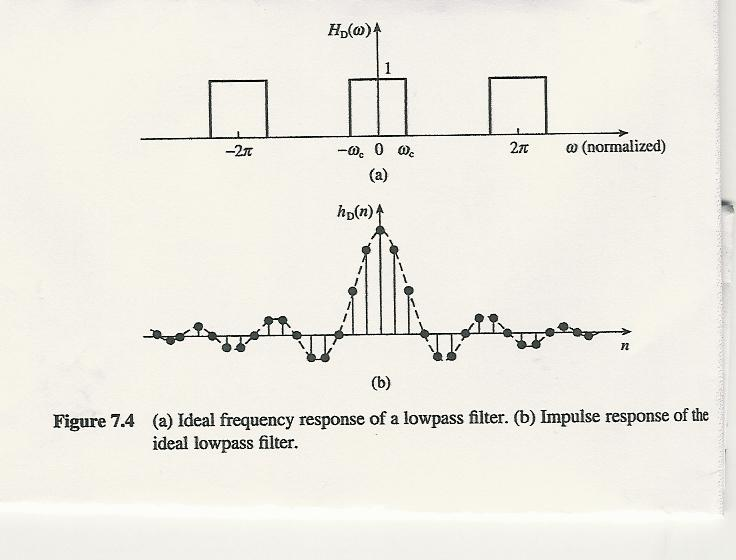 H_D(ω)
1
−2π
−ω_c 0 ω_c
2π
ω (normalized)
(a)
h_D(n)
n
(b)
Figure 7.4 (a) Ideal frequency response of a lowpass filter. (b) Impulse response of the
ideal lowpass filter.